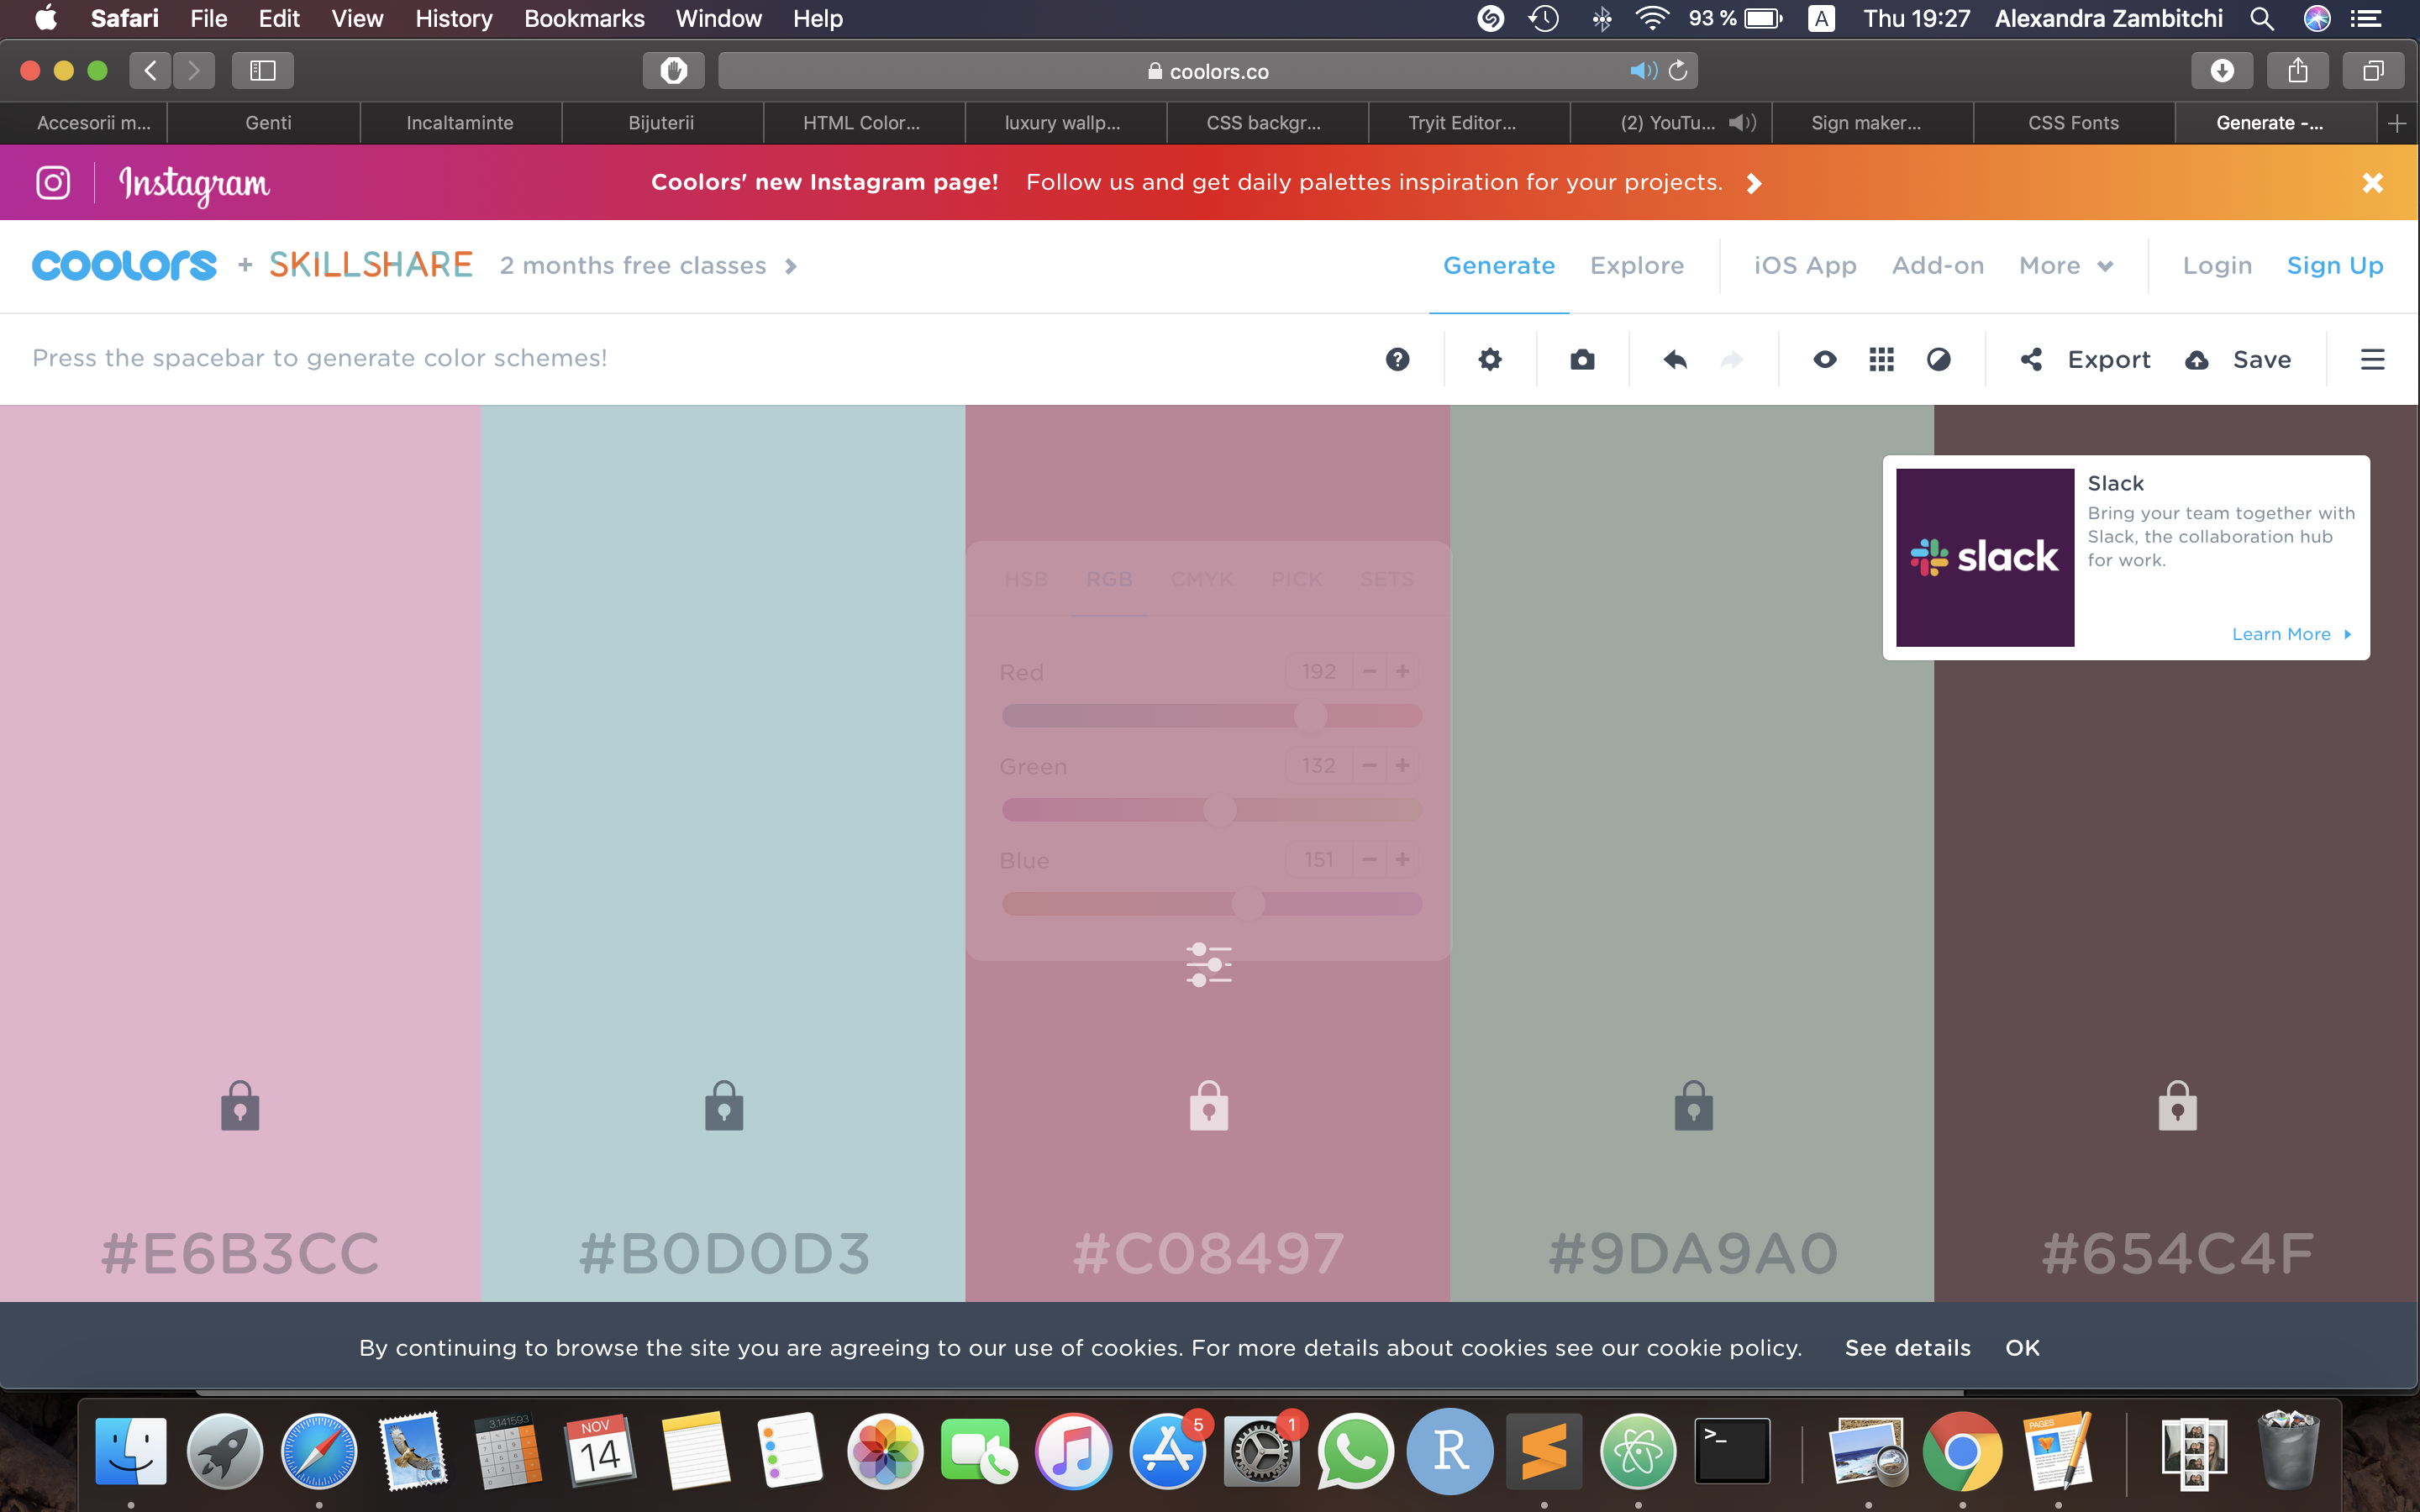 Safari File Edit View History Bookmarks Window Help 93 % A Thu 19:27 Alexandra Zambitchi
coolors.co
Accesorii m... Genti Incaltaminte Bijuterii HTML Color... luxury wallp... CSS backgr... Tryit Editor... (2) YouTu... Sign maker... CSS Fonts Generate -...
Instagram Coolors' new Instagram page! Follow us and get daily palettes inspiration for your projects.
coolors + SKILLSHARE 2 months free classes Generate Explore iOS App Add-on More Login Sign Up
Press the spacebar to generate color schemes! Export Save
Slack
Bring your team together with
Slack, the collaboration hub
for work.
slack
Learn More
HSB RGB CMYK PICK SETS
Red 192
Green 132
Blue 151
#E6B3CC #B0D0D3 #C08497 #9DA9A0 #654C4F
By continuing to browse the site you are agreeing to our use of cookies. For more details about cookies see our cookie policy. See details OK
3.141593
NOV
14
5
1
R
>_
PAGES